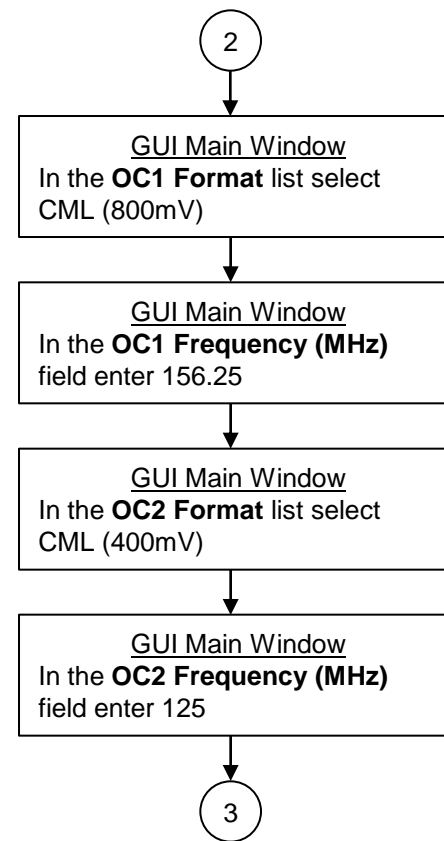 2
GUI Main Window
In the OC1 Format list select
CML (800mV)
GUI Main Window
In the OC1 Frequency (MHz)
field enter 156.25
GUI Main Window
In the OC2 Format list select
CML (400mV)
GUI Main Window
In the OC2 Frequency (MHz)
field enter 125
3